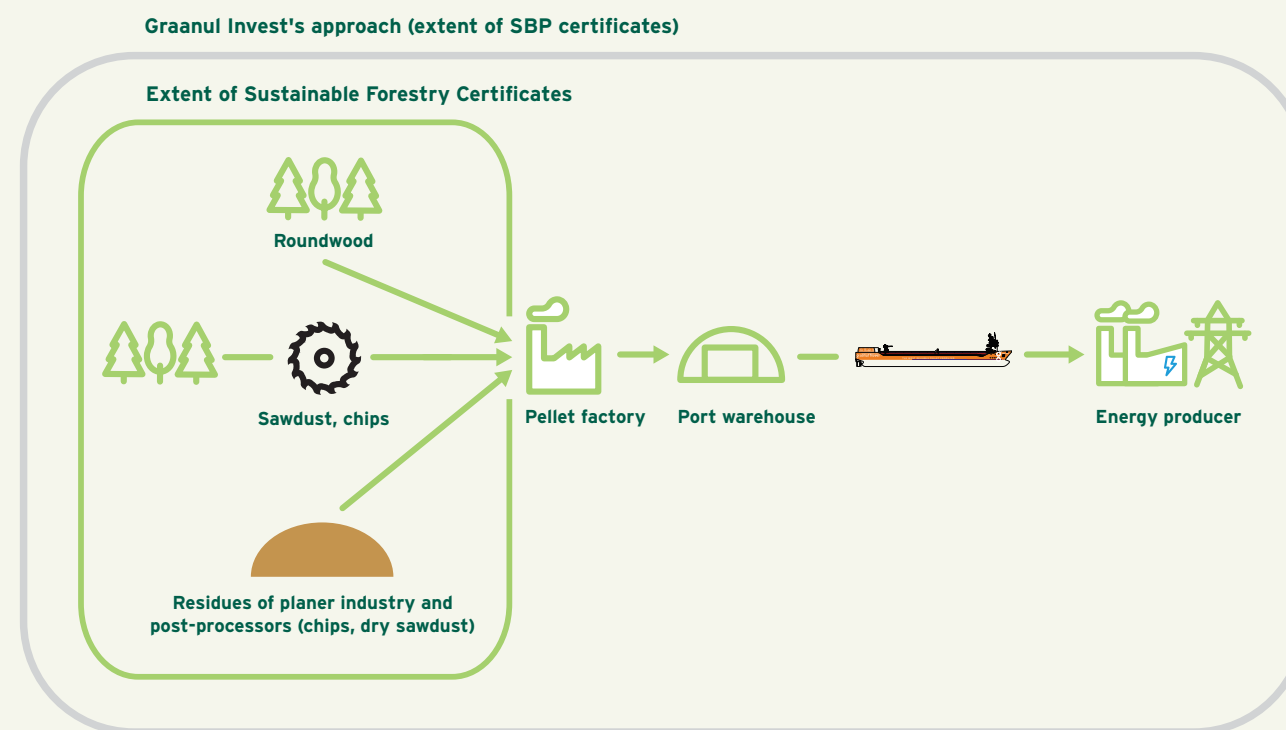 Graanul Invest's approach (extent of SBP certificates)
Extent of Sustainable Forestry Certificates
Roundwood
Sawdust, chips
Pellet factory
Port warehouse
Energy producer
Residues of planer industry and
post-processors (chips, dry sawdust)